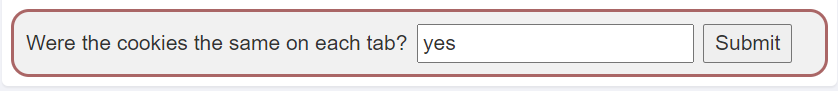 Were the cookies the same on each tab? yes Submit